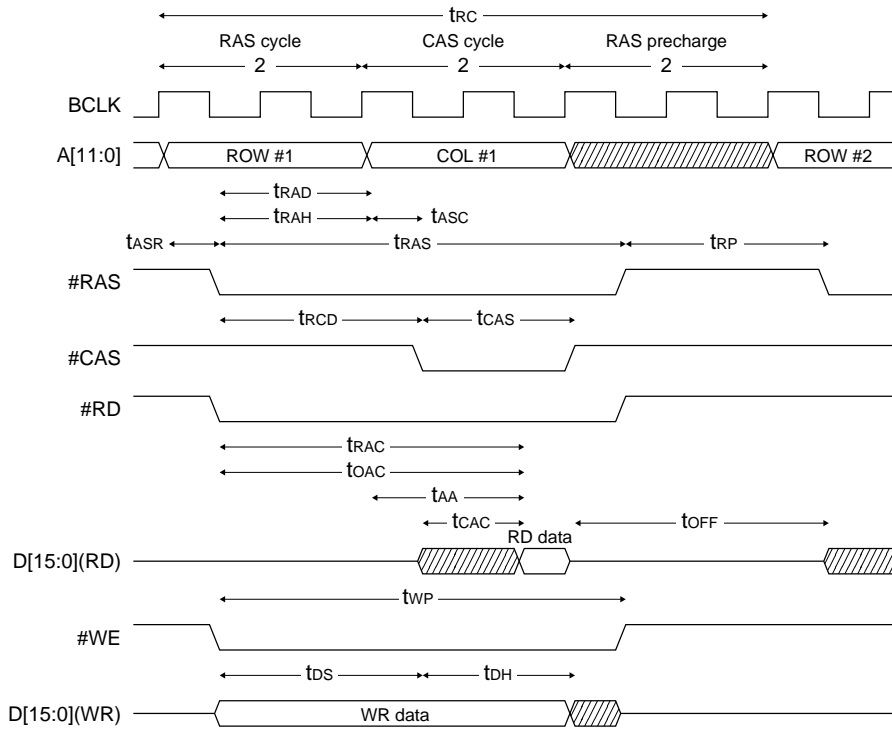 tRC
RAS cycle CAS cycle RAS precharge
2 2 2
BCLK
A[11:0] ROW #1 COL #1 ROW #2
tRAD
tRAH tASC
tASR tRAS tRP
#RAS
tRCD tCAS
#CAS
#RD
tRAC
tOAC
tAA
tCAC tOFF
RD data
D[15:0](RD)
tWP
#WE
tDS tDH
D[15:0](WR) WR data